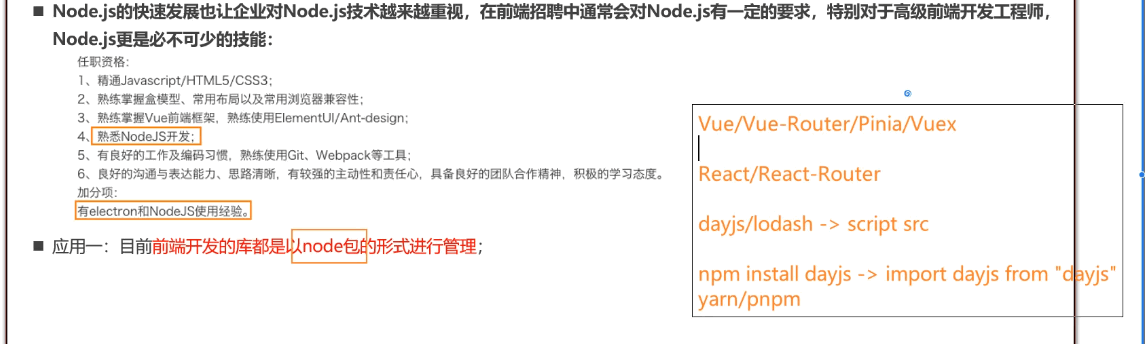 ■ Node.js的快速发展也让企业对Node.js技术越来越重视，在前端招聘中通常会对Node.js有一定的要求，特别对于高级前端开发工程师，
Node.js更是必不可少的技能：
任职资格:
1、精通Javascript/HTML5/CSS3;
2、熟练掌握盒模型、常用布局以及常用浏览器兼容性;
3、熟练掌握Vue前端框架，熟练使用ElementUI/Ant-design;
4、熟悉NodeJS开发;
5、有良好的工作及编码习惯，熟练使用Git、Webpack等工具;
6、良好的沟通与表达能力、思路清晰，有较强的主动性和责任心，具备良好的团队合作精神，积极的学习态度。
加分项:
有electron和NodeJS使用经验。
■ 应用一：目前前端开发的库都是以node包的形式进行管理；
Vue/Vue-Router/Pinia/Vuex
React/React-Router
dayjs/lodash -> script src
npm install dayjs -> import dayjs from "dayjs"
yarn/pnpm